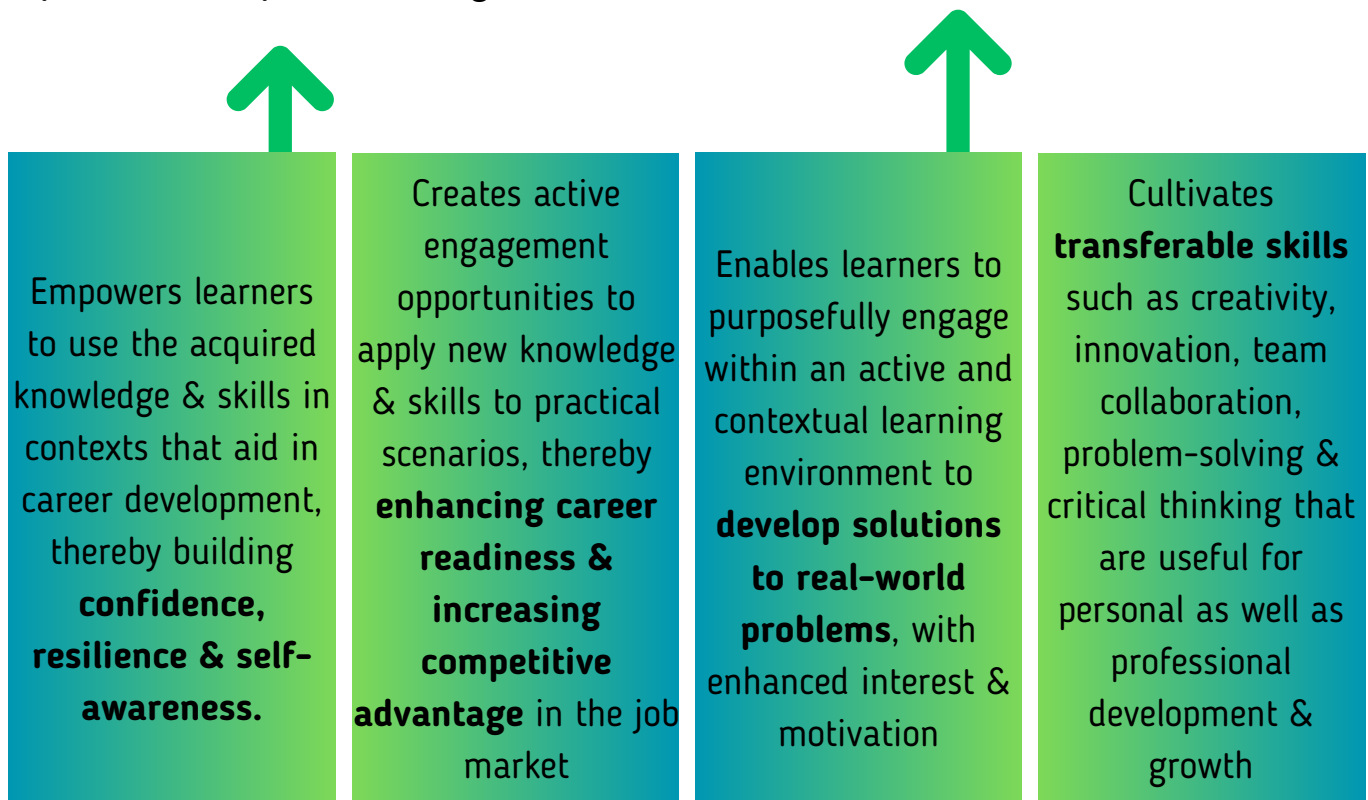 Empowers learners
to use the acquired
knowledge & skills in
contexts that aid in
career development,
thereby building
confidence,
resilience & self-
awareness.
Creates active
engagement
opportunities to
apply new knowledge
& skills to practical
scenarios, thereby
enhancing career
readiness &
increasing
competitive
advantage in the job
market
Enables learners to
purposefully engage
within an active and
contextual learning
environment to
develop solutions
to real-world
problems, with
enhanced interest &
motivation
Cultivates
transferable skills
such as creativity,
innovation, team
collaboration,
problem-solving &
critical thinking that
are useful for
personal as well as
professional
development &
growth